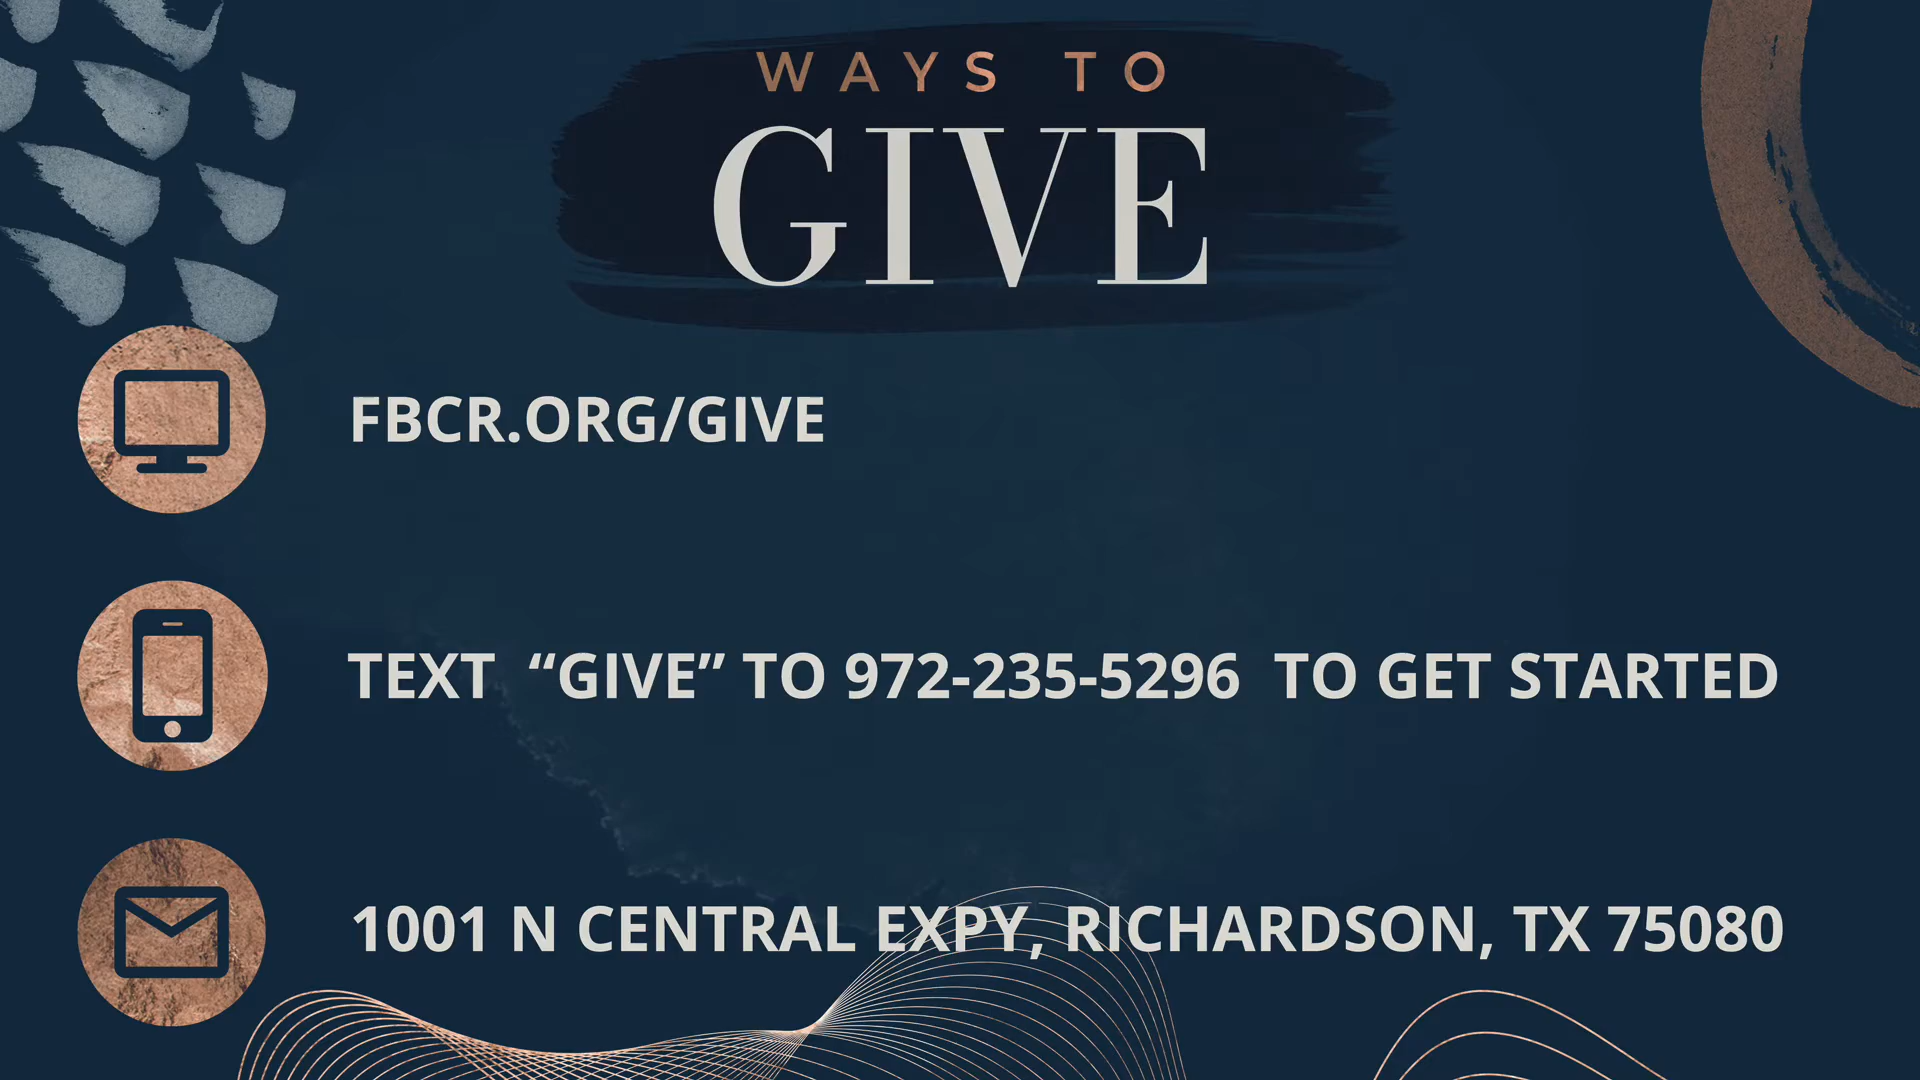 WAYS TO
GIVE
FBCR.ORG/GIVE
TEXT “GIVE” TO 972-235-5296 TO GET STARTED
1001 N CENTRAL EXPY, RICHARDSON, TX 75080